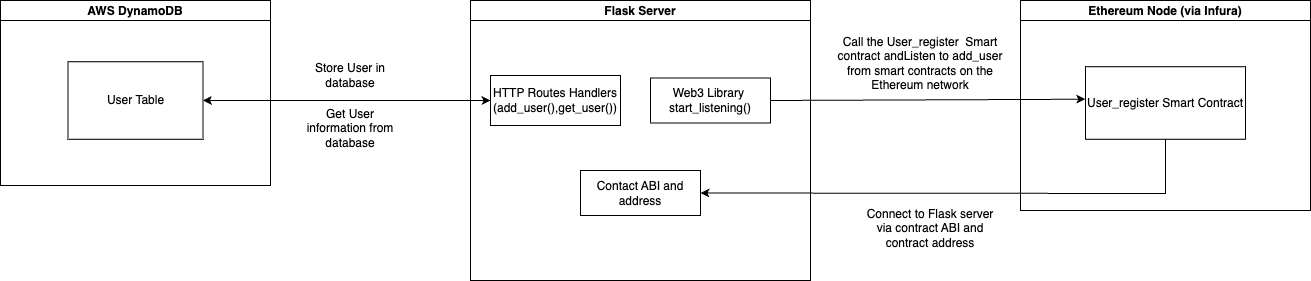 AWS DynamoDB
Flask Server
Ethereum Node (via Infura)
User Table
Store User in
database
Get User
information from
database
HTTP Routes Handlers
(add_user(),get_user())
Web3 Library
start_listening()
Call the User_register  Smart
contract andListen to add_user
from smart contracts on the
Ethereum network
User_register Smart Contract
Contact ABI and
address
Connect to Flask server
via contract ABI and
contract address